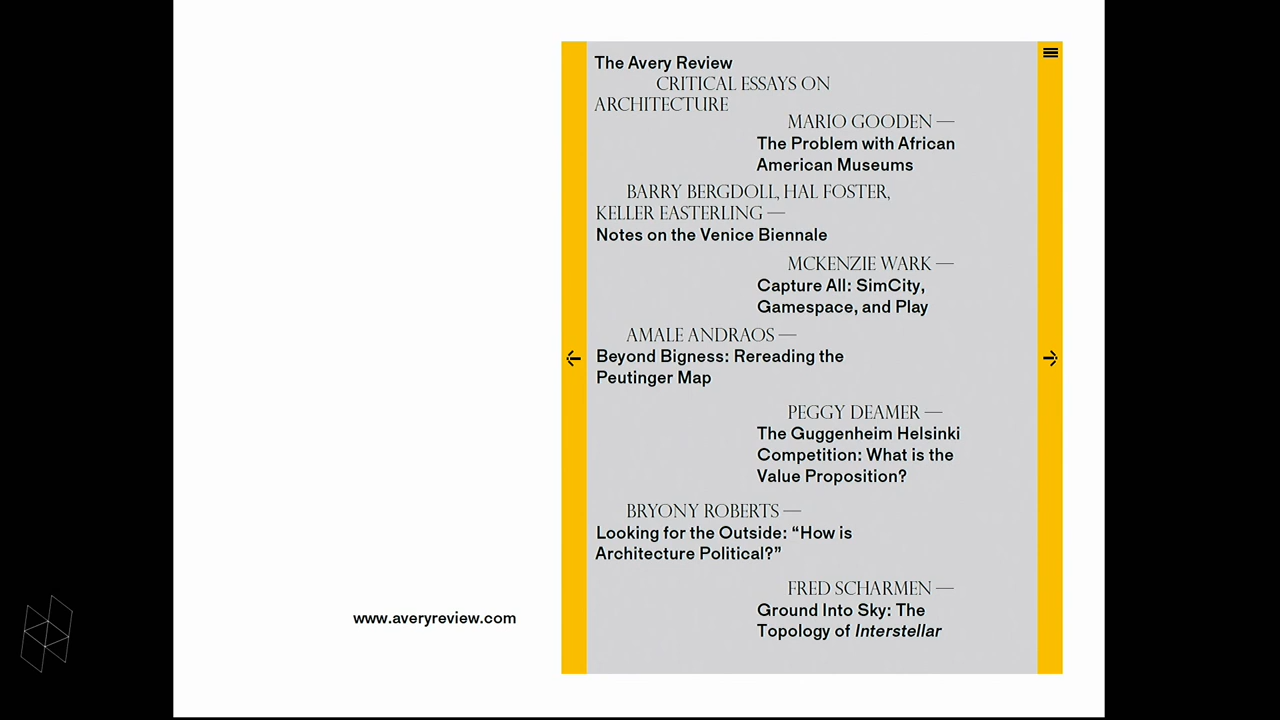 The Avery Review
CRITICAL ESSAYS ON
ARCHITECTURE
MARIO GOODEN —
The Problem with African
American Museums
BARRY BERGDOLL, HAL FOSTER,
KELLER EASTERLING —
Notes on the Venice Biennale
MCKENZIE WARK —
Capture All: SimCity,
Gamespace, and Play
AMALE ANDRAOS —
Beyond Bigness: Rereading the
Peutinger Map
PEGGY DEAMER —
The Guggenheim Helsinki
Competition: What is the
Value Proposition?
BRYONY ROBERTS —
Looking for the Outside: “How is
Architecture Political?”
FRED SCHARMEN —
Ground Into Sky: The
Topology of Interstellar
www.averyreview.com